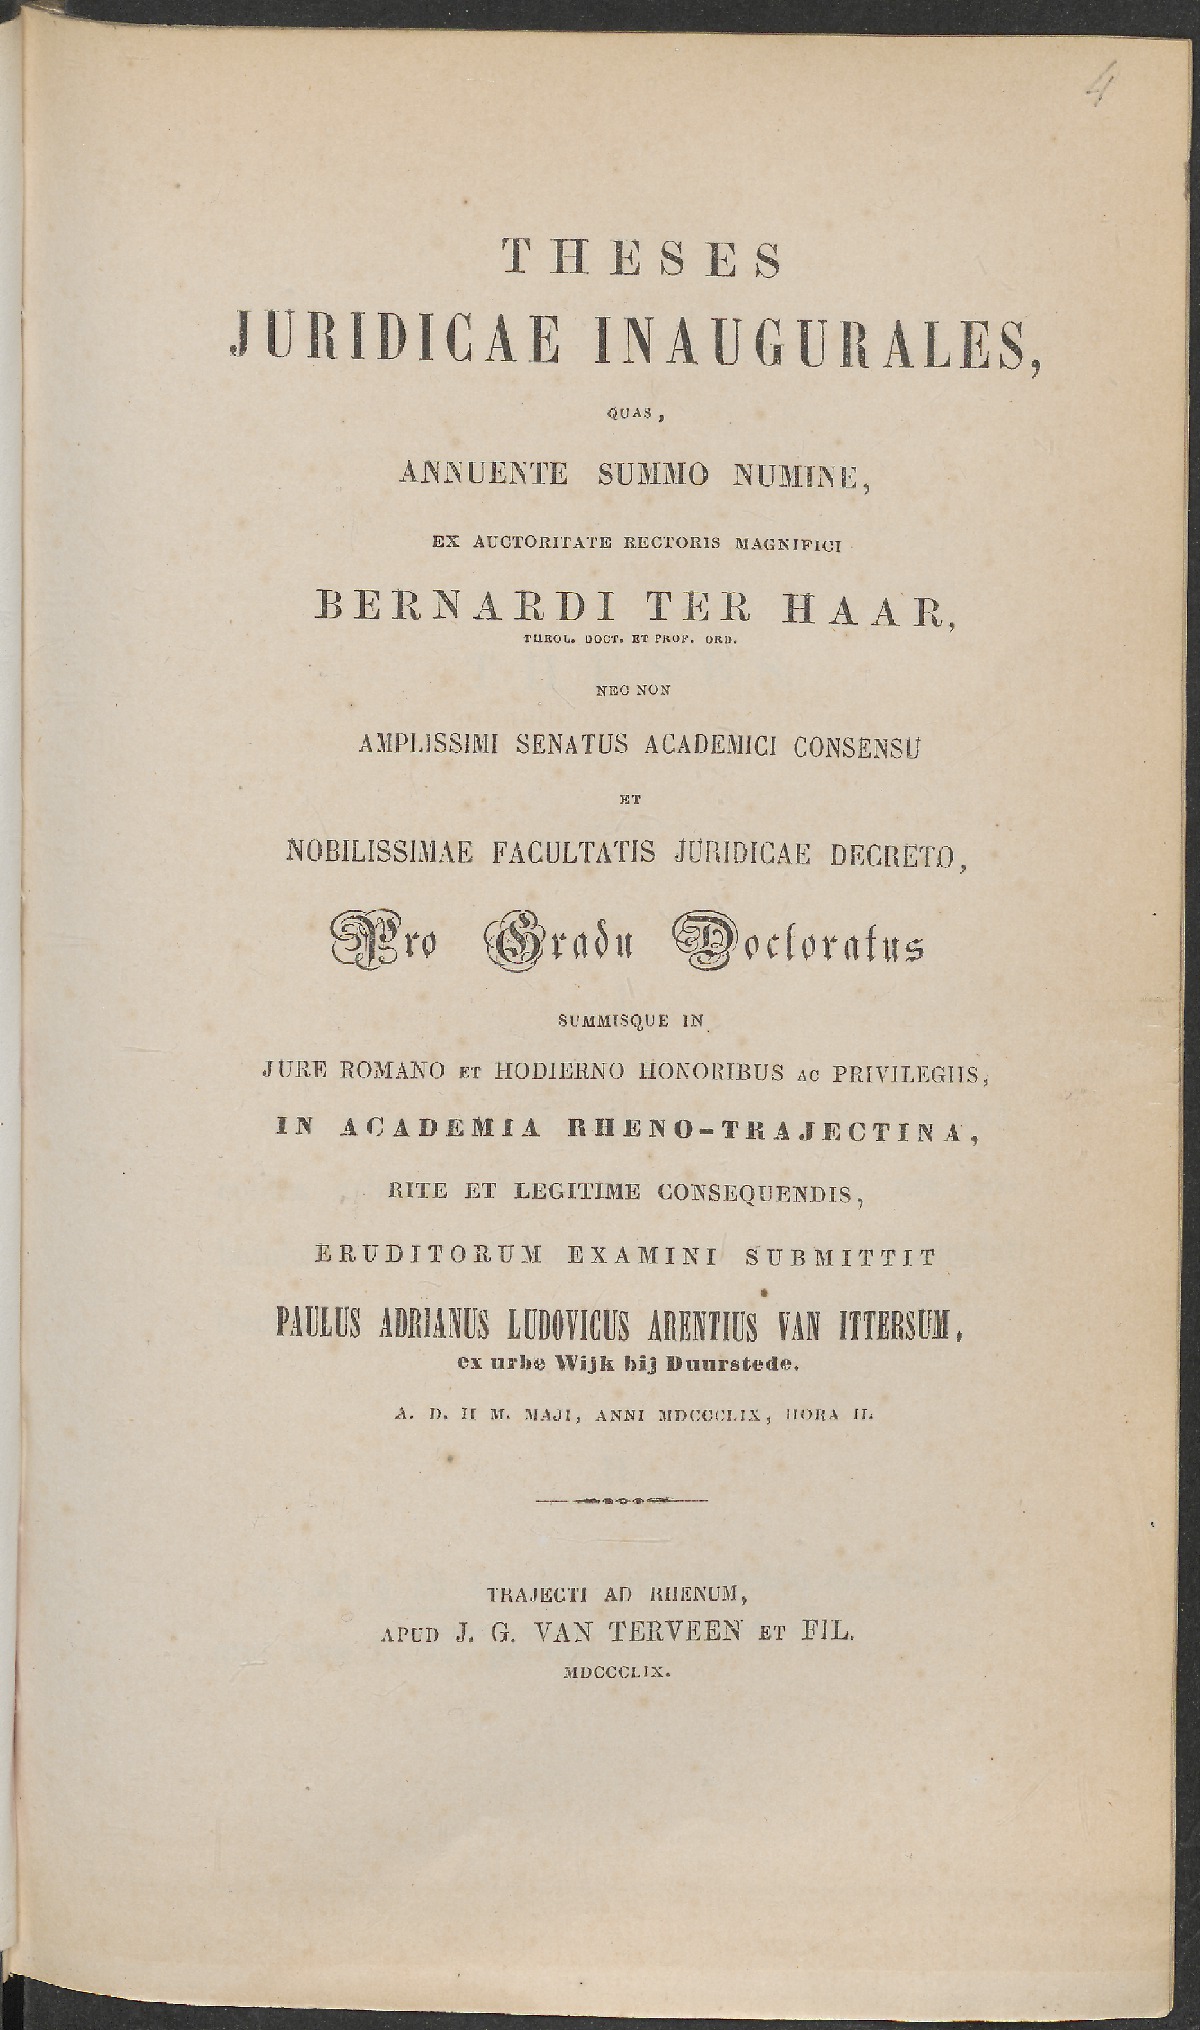 4
THESES
JURIDICAE INAUGURALES,
QUAS,
ANNUENTE SUMMO NUMINE,
EX AUCTORITATE RECTORIS MAGNIFICI
BERNARDI TER HAAR,
THEOL. DOCT. ET PROF. ORD.
NEC NON
AMPLISSIMI SENATUS ACADEMICI CONSENSU
ET
NOBILISSIMAE FACULTATIS JURIDICAE DECRETO,
Pro Gradu Doctoratus
SUMMISQUE IN
JURE ROMANO ET HODIERNO HONORIBUS AC PRIVILEGIIS,
IN ACADEMIA RHENO-TRAJECTINA,
RITE ET LEGITIME CONSEQUENDIS,
ERUDITORUM EXAMINI SUBMITTIT
PAULUS ADRIANUS LUDOVICUS ARENTIUS VAN ITTERSUM,
ex urbe Wijk bij Duurstede.
A. D. II M. MAJI, ANNI MDCCCLIX, HORA II.
TRAJECTI AD RHENUM,
APUD J. G. VAN TERVEEN ET FIL.
MDCCCLIX.